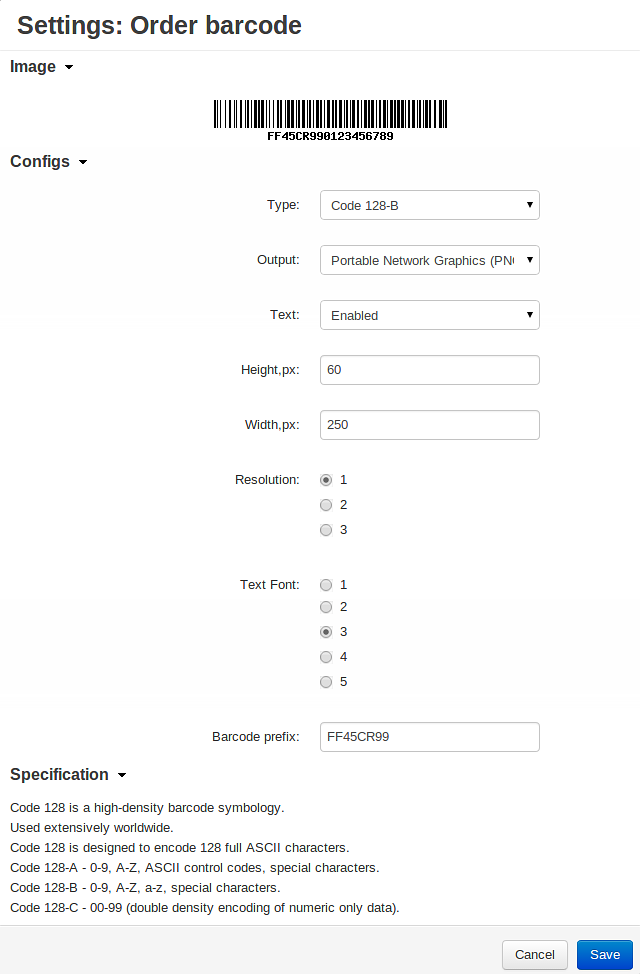 Settings: Order barcode
Image
FF45CR990123456789
Configs
Type: Code 128-B
Output: Portable Network Graphics (PN
Text: Enabled
Height,px: 60
Width,px: 250
Resolution: 1
2
3
Text Font: 1
2
3
4
5
Barcode prefix: FF45CR99
Specification
Code 128 is a high-density barcode symbology.
Used extensively worldwide.
Code 128 is designed to encode 128 full ASCII characters.
Code 128-A - 0-9, A-Z, ASCII control codes, special characters.
Code 128-B - 0-9, A-Z, a-z, special characters.
Code 128-C - 00-99 (double density encoding of numeric only data).
Cancel Save